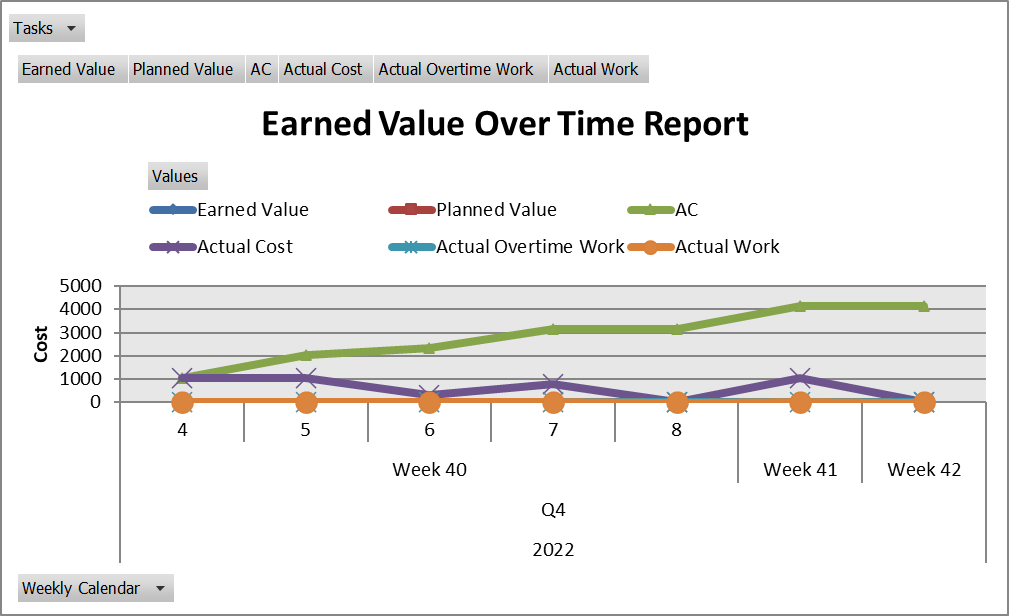 Tasks
Earned Value Planned Value AC Actual Cost Actual Overtime Work Actual Work
Earned Value Over Time Report
Values
Earned Value Planned Value AC
Actual Cost Actual Overtime Work Actual Work
Cost
5000
4000
3000
2000
1000
0
4 5 6 7 8
Week 40 Week 41 Week 42
Q4
2022
Weekly Calendar